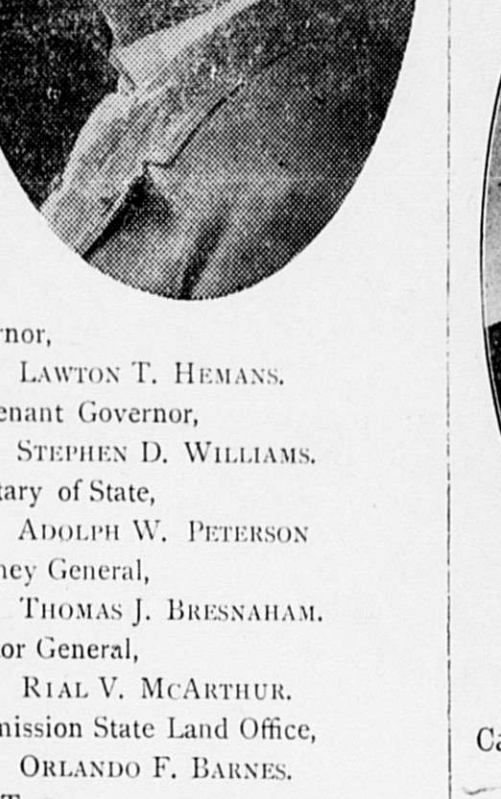 rnor,
LAWTON T. HEMANS.
enant Governor,
STEPHEN D. WILLIAMS.
tary of State,
ADOLPH W. PETERSON
ney General,
THOMAS J. BRESNAHAM.
or General,
RIAL V. MCARTHUR.
mission State Land Office,
ORLANDO F. BARNES.
Ca